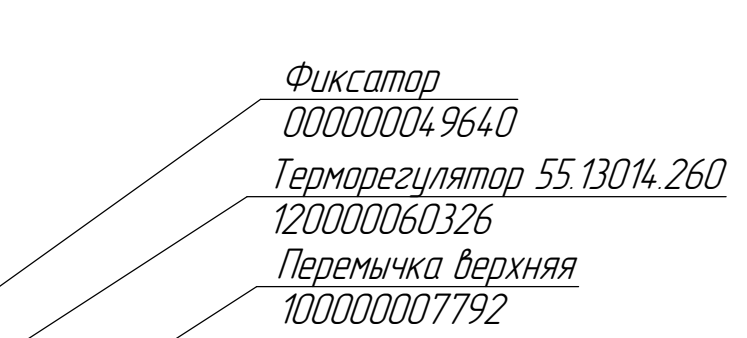 Фиксатор
000000049640
Терморегулятор 55.13014.260
120000060326
Перемычка верхняя
100000007792